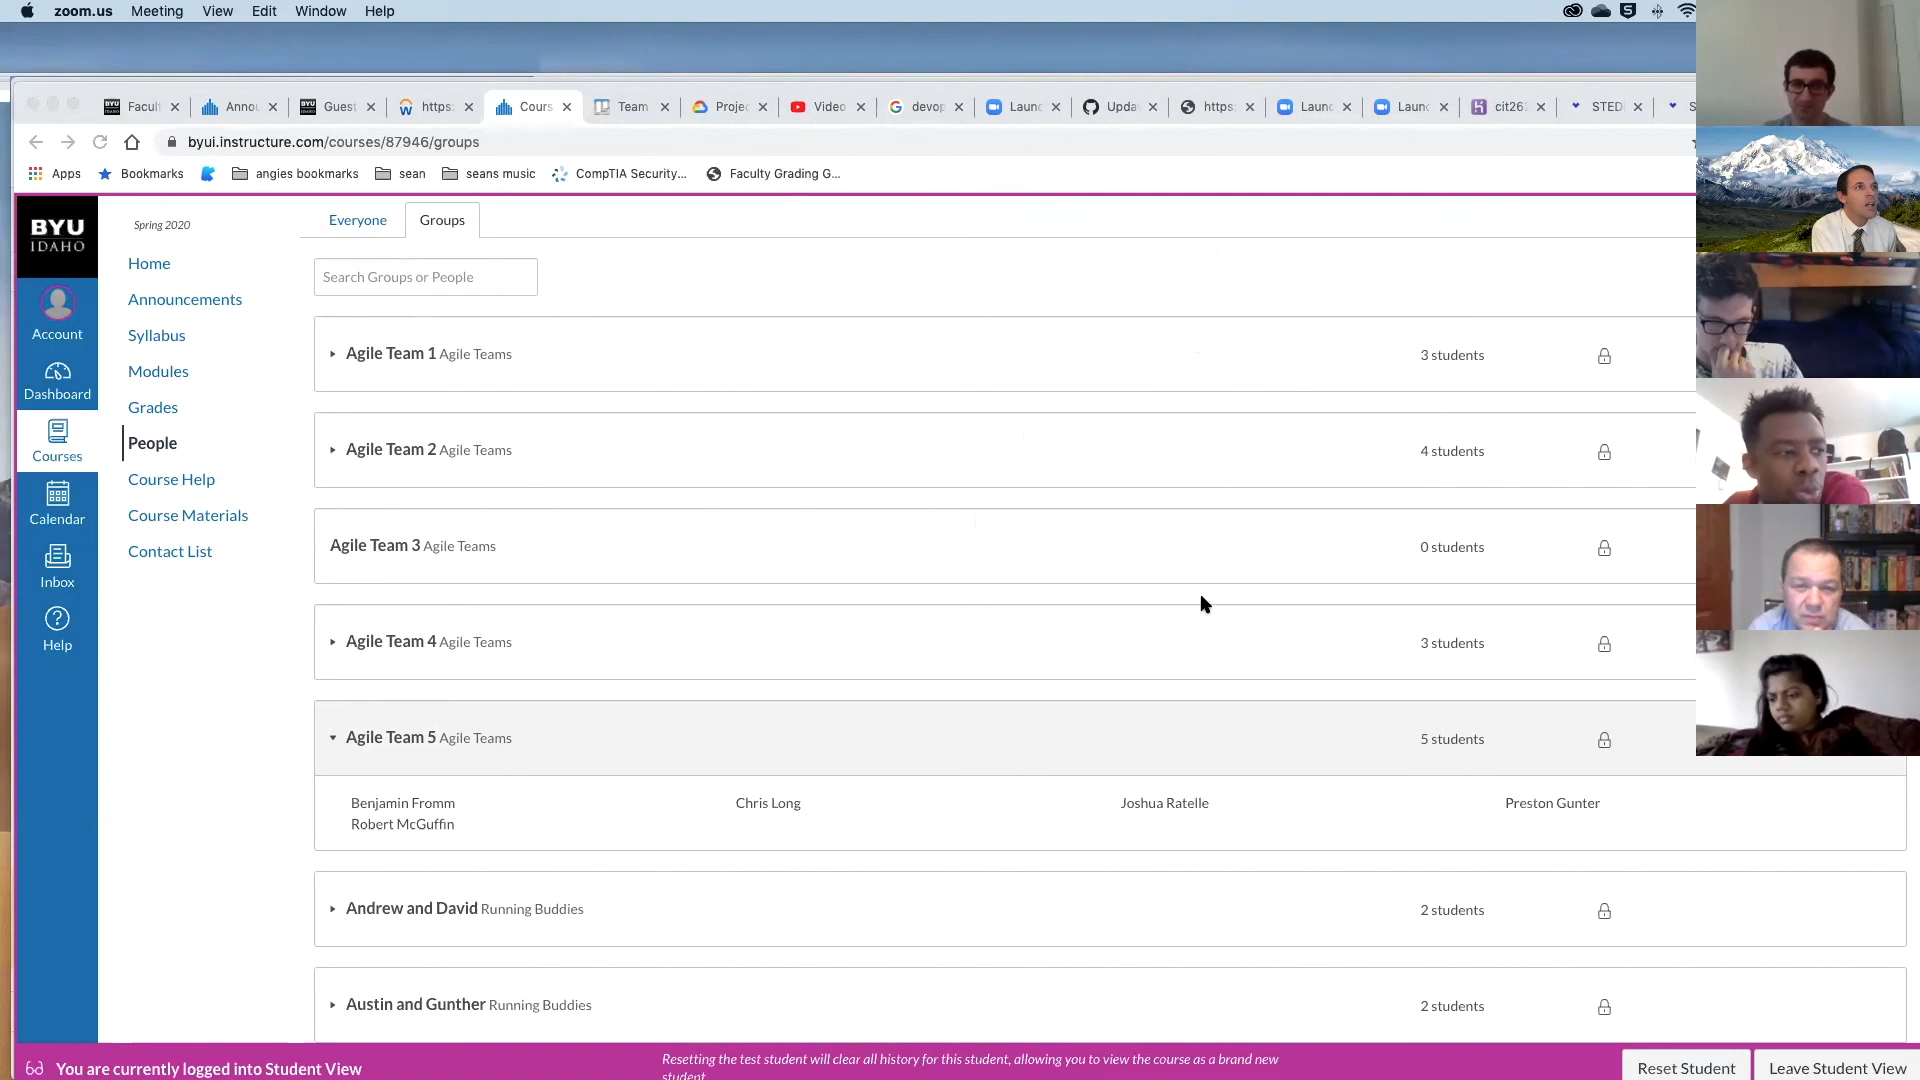 zoom.us Meeting View Edit Window Help
Facul Annou Guest https: Cours Team Projec Video devop Launc Upda https: Launc Launc cit26 STED S
byui.instructure.com/courses/87946/groups
Apps Bookmarks angies bookmarks sean seans music CompTIA Security... Faculty Grading G...
BYU
IDAHO
Account
Dashboard
Courses
Calendar
Inbox
Help
Spring 2020
Home
Announcements
Syllabus
Modules
Grades
People
Course Help
Course Materials
Contact List
Everyone Groups
Search Groups or People
Agile Team 1 Agile Teams 3 students
Agile Team 2 Agile Teams 4 students
Agile Team 3 Agile Teams 0 students
Agile Team 4 Agile Teams 3 students
Agile Team 5 Agile Teams 5 students
Benjamin Fromm Chris Long Joshua Ratelle Preston Gunter
Robert McGuffin
Andrew and David Running Buddies 2 students
Austin and Gunther Running Buddies 2 students
You are currently logged into Student View
Resetting the test student will clear all history for this student, allowing you to view the course as a brand new
student.
Reset Student Leave Student View